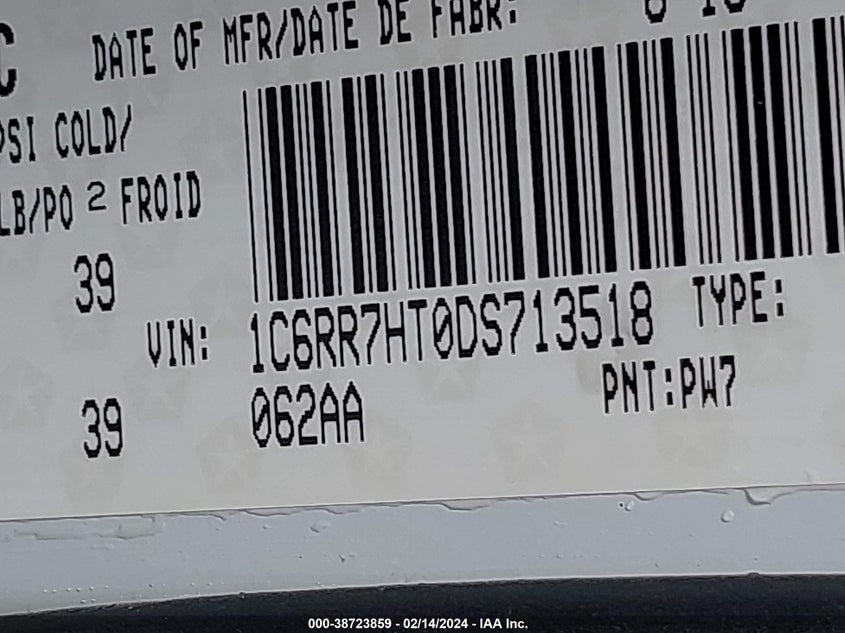 C DATE OF MFR/DATE DE FABR:
PSI COLD/
LB/PO 2 FROID
39
VIN: 1C6RR7HT0DS713518 TYPE:
39 062AA PNT:PW7
000-38723859 - 02/14/2024 - IAA Inc.